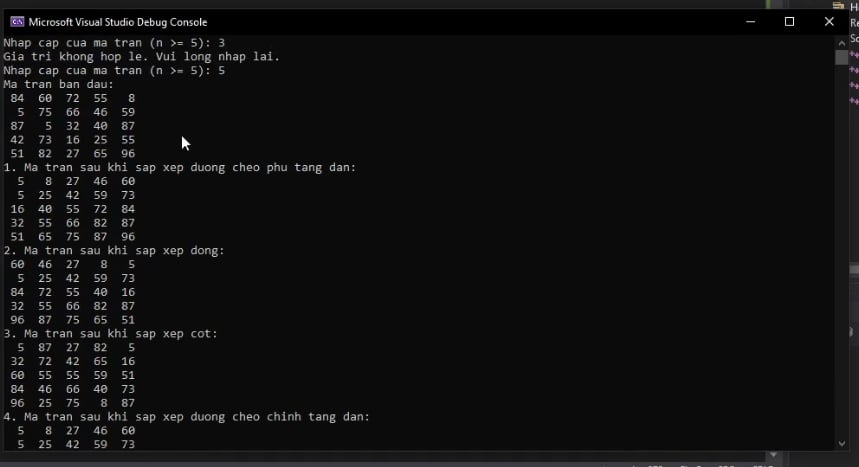 Microsoft Visual Studio Debug Console
Nhap cap cua ma tran (n >= 5): 3
Gia tri khong hop le. Vui long nhap lai.
Nhap cap cua ma tran (n >= 5): 5
Ma tran ban dau:
84 60 72 55 8
5 75 66 46 59
87 5 32 40 87
42 73 16 25 55
51 82 27 65 96
1. Ma tran sau khi sap xep duong cheo phu tang dan:
5 8 27 46 60
5 25 42 59 73
16 40 55 72 84
32 55 66 82 87
51 65 75 87 96
2. Ma tran sau khi sap xep dong:
60 46 27 8 5
5 25 42 59 73
84 72 55 40 16
32 55 66 82 87
96 87 75 65 51
3. Ma tran sau khi sap xep cot:
5 87 27 82 5
32 72 42 65 16
60 55 55 59 51
84 46 66 40 73
96 25 75 8 87
4. Ma tran sau khi sap xep duong cheo chinh tang dan:
5 8 27 46 60
5 25 42 59 73